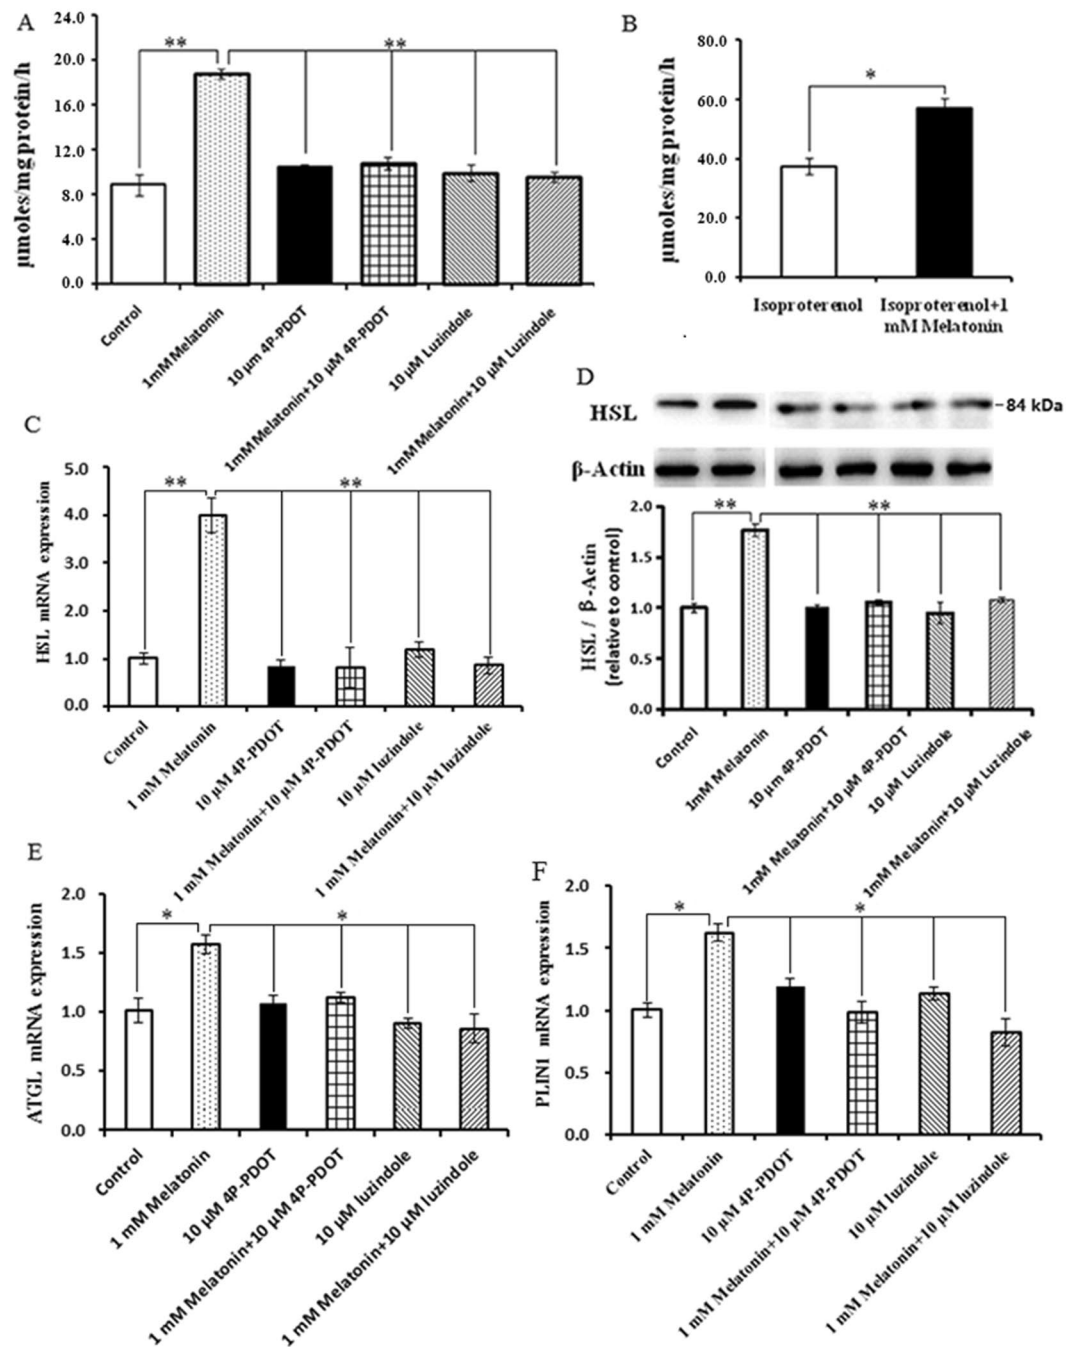 A
μmoles/mg protein/h
24.0
20.0
16.0
12.0
8.0
4.0
0.0
**
**
Control
1mM Melatonin
10 μm 4P-PDOT
1mM Melatonin+10 μM 4P-PDOT
10 μM Luzindole
1mM Melatonin+10 μM Luzindole
B
μmoles/mg protein/h
80.0
60.0
40.0
20.0
0.0
*
Isoproterenol
Isoproterenol+1
mM Melatonin
C
HSL mRNA expression
5.0
4.0
3.0
2.0
1.0
0.0
**
**
Control
1 mM Melatonin
10 μM 4P-PDOT
1 mM Melatonin+10 μM 4P-PDOT
10 μM luzindole
1 mM Melatonin+10 μM luzindole
D
HSL
84 kDa
β-Actin
HSL / β-Actin
(relative to control)
2.0
1.5
1.0
0.5
0.0
**
**
Control
1mM Melatonin
10 μm 4P-PDOT
1mM Melatonin+10 μM 4P-PDOT
10 μM Luzindole
1mM Melatonin+10 μM Luzindole
E
ATGL mRNA expression
2.0
1.5
1.0
0.5
0.0
*
*
Control
1 mM Melatonin
10 μM 4P-PDOT
1 mM Melatonin+10 μM 4P-PDOT
10 μM luzindole
1 mM Melatonin+10 μM luzindole
F
PLIN1 mRNA expression
2.0
1.5
1.0
0.5
0.0
*
*
Control
1 mM Melatonin
10 μM 4P-PDOT
1 mM Melatonin+10 μM 4P-PDOT
10 μM luzindole
1 mM Melatonin+10 μM luzindole